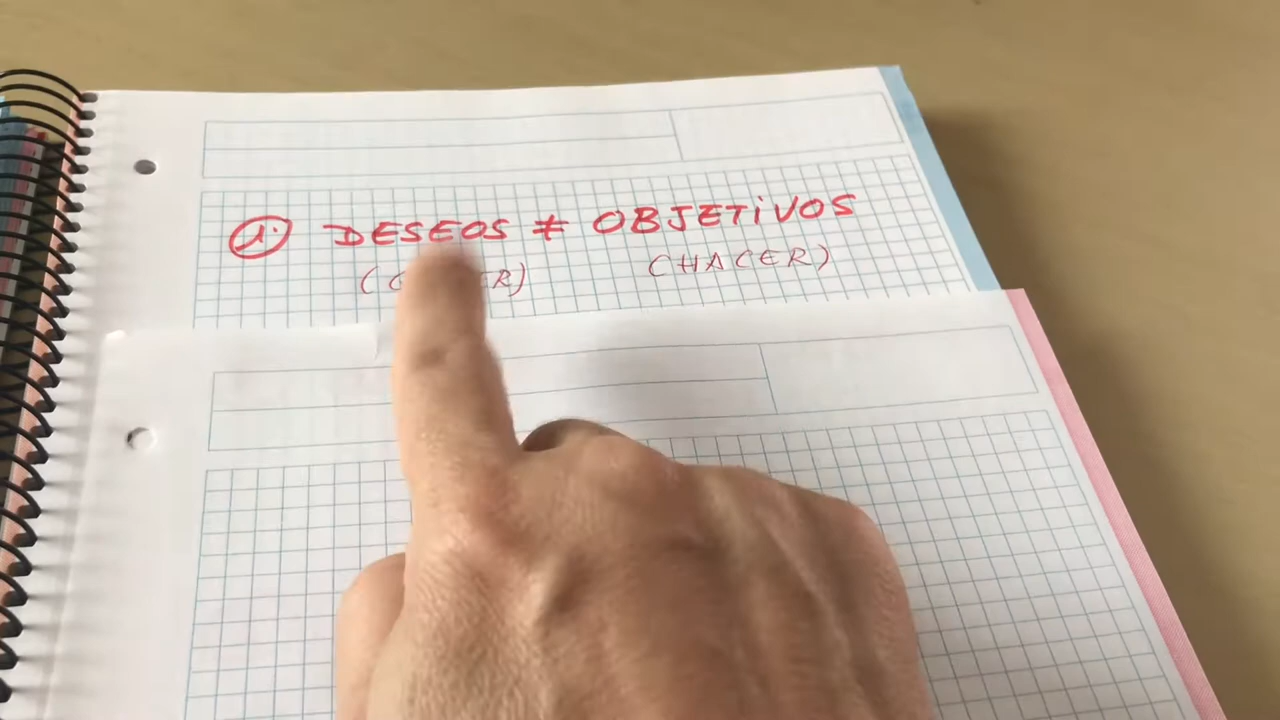 1. DESEOS ≠ OBJETIVOS
(HACER)